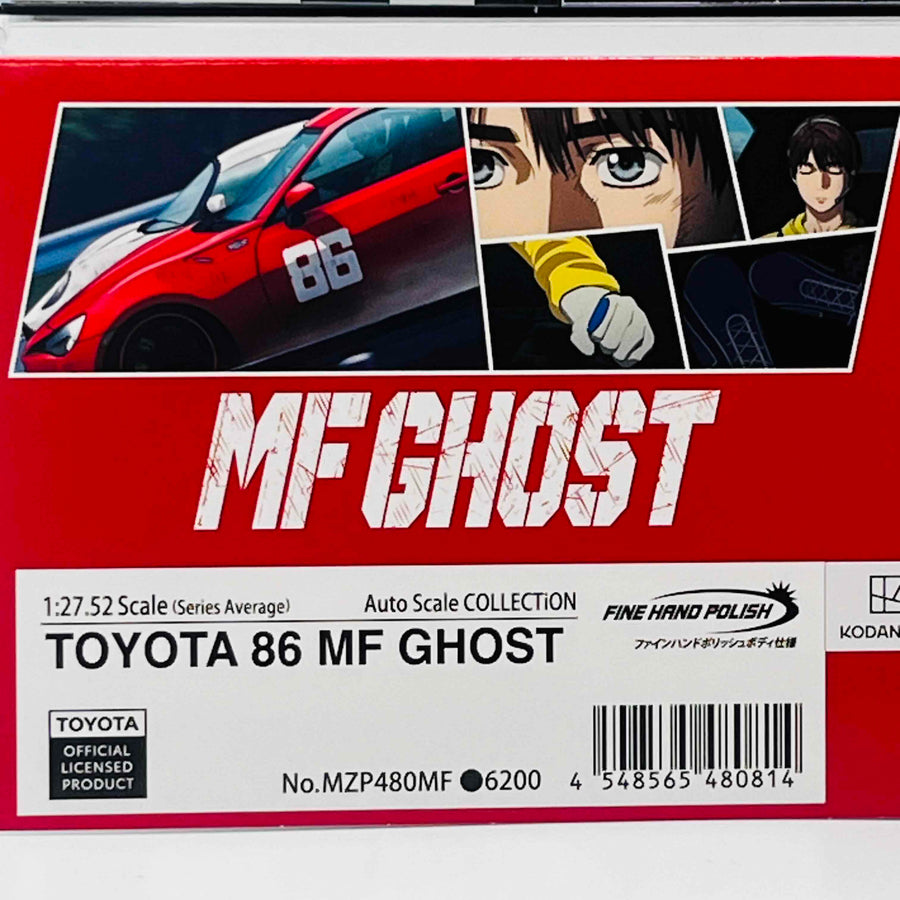 86
MF GHOST
1:27.52 Scale (Series Average)
Auto Scale COLLECTiON
TOYOTA 86 MF GHOST
FINE HAND POLISH
ファインハンドポリッシュボディ仕様
KODAN
TOYOTA
OFFICIAL
LICENSED
PRODUCT
No.MZP480MF ●6200
4 548565 480814